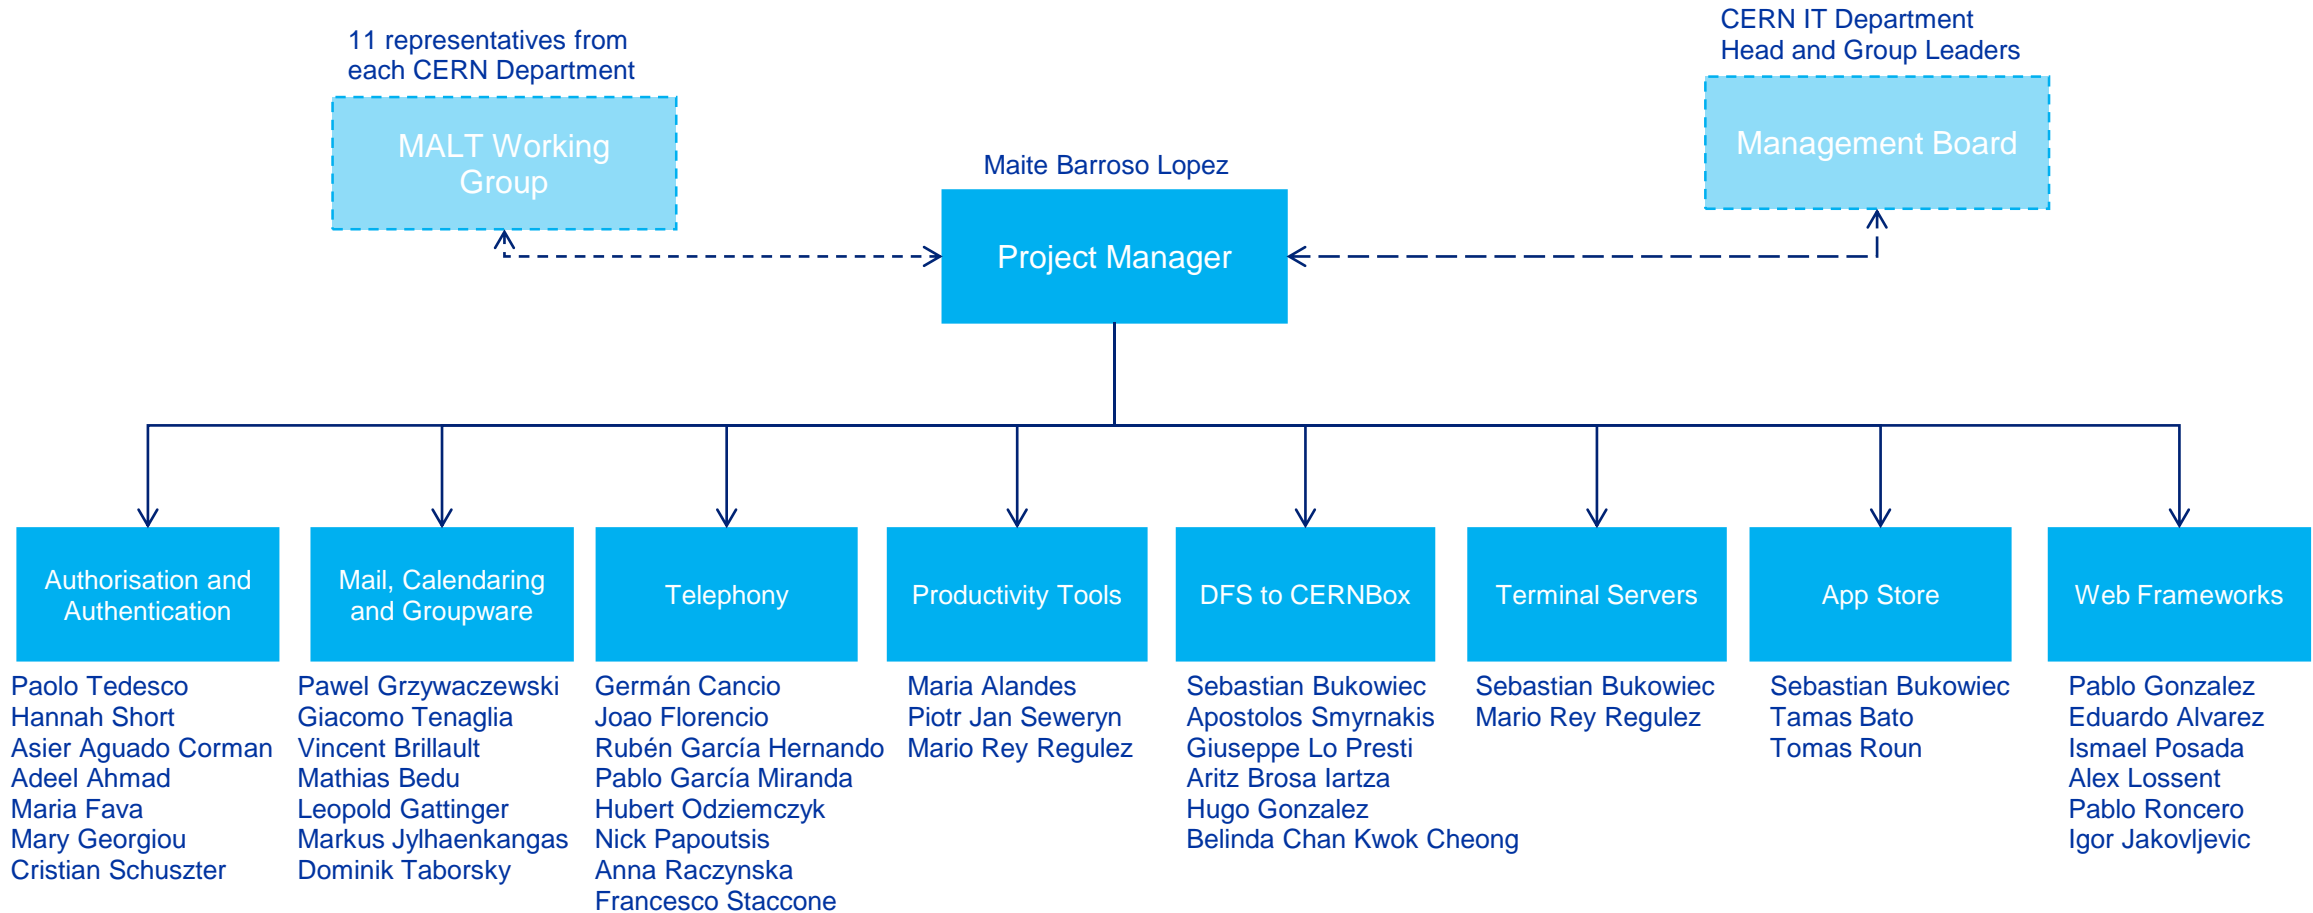 11 representatives from
each CERN Department
MALT Working
Group
CERN IT Department
Head and Group Leaders
Management Board
Maite Barroso Lopez
Project Manager
Authorisation and
Authentication
Paolo Tedesco
Hannah Short
Asier Aguado Corman
Adeel Ahmad
Maria Fava
Mary Georgiou
Cristian Schuszter
Mail, Calendaring
and Groupware
Pawel Grzywaczewski
Giacomo Tenaglia
Vincent Brillault
Mathias Bedu
Leopold Gattinger
Markus Jylhaenkangas
Dominik Taborsky
Telephony
Germán Cancio
Joao Florencio
Rubén García Hernando
Pablo García Miranda
Hubert Odziemczyk
Nick Papoutsis
Anna Raczynska
Francesco Staccone
Productivity Tools
Maria Alandes
Piotr Jan Seweryn
Mario Rey Regulez
DFS to CERNBox
Sebastian Bukowiec
Apostolos Smyrnakis
Giuseppe Lo Presti
Aritz Brosa Iartza
Hugo Gonzalez
Belinda Chan Kwok Cheong
Terminal Servers
Sebastian Bukowiec
Mario Rey Regulez
App Store
Sebastian Bukowiec
Tamas Bato
Tomas Roun
Web Frameworks
Pablo Gonzalez
Eduardo Alvarez
Ismael Posada
Alex Lossent
Pablo Roncero
Igor Jakovljevic